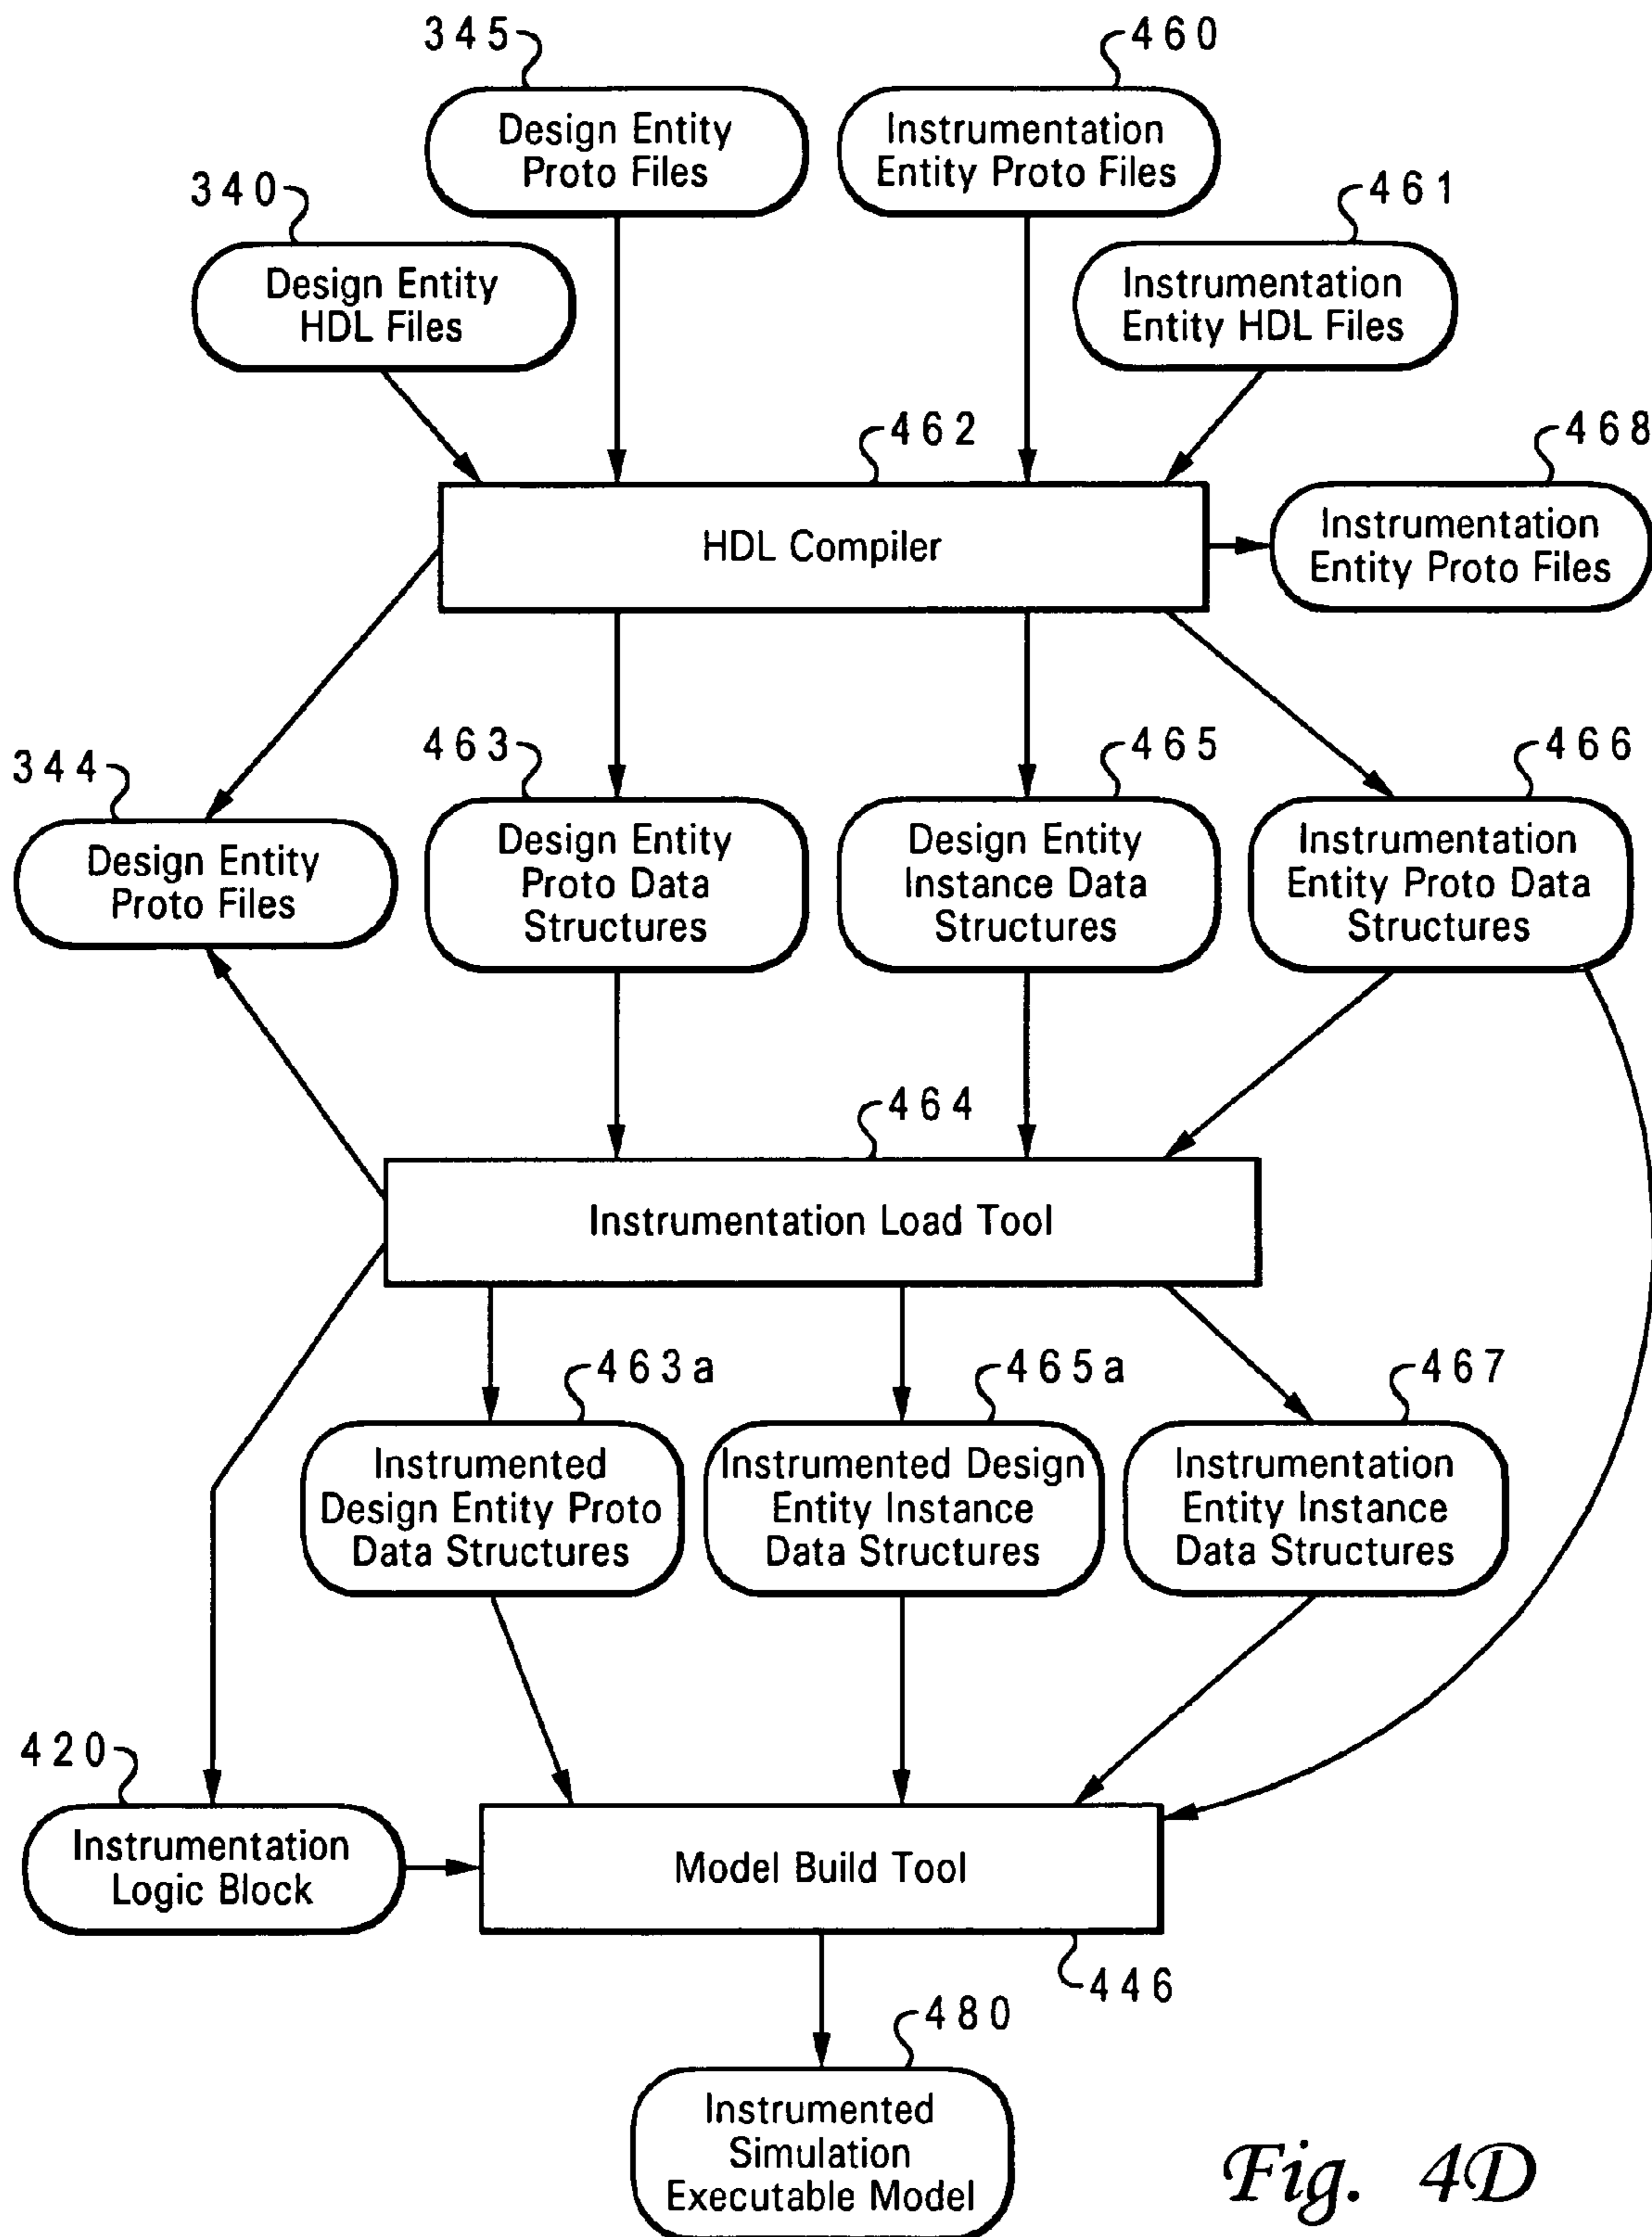 345
460
Design Entity
Proto Files
Instrumentation
Entity Proto Files
340
461
Design Entity
HDL Files
Instrumentation
Entity HDL Files
462
468
HDL Compiler
Instrumentation
Entity Proto Files
344
463
465
466
Design Entity
Proto Files
Design Entity
Proto Data
Structures
Design Entity
Instance Data
Structures
Instrumentation
Entity Proto Data
Structures
464
Instrumentation Load Tool
463a
465a
467
Instrumented
Design Entity Proto
Data Structures
Instrumented Design
Entity Instance
Data Structures
Instrumentation
Entity Instance
Data Structures
420
Instrumentation
Logic Block
Model Build Tool
446
480
Instrumented
Simulation
Executable Model
Fig. 4D